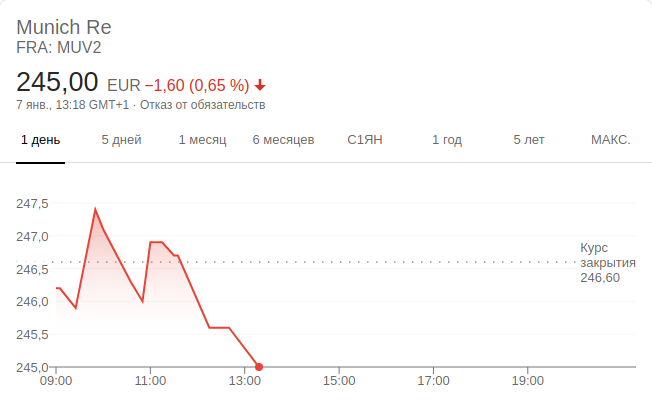 Munich Re
FRA: MUV2
245,00 EUR −1,60 (0,65 %)
7 янв., 13:18 GMT+1 · Отказ от обязательств
1 день 5 дней 1 месяц 6 месяцев С1ЯН 1 год 5 лет МАКС.
247,5
247,0
246,5
246,0
245,5
245,0
Курс
закрытия
246,60
09:00 11:00 13:00 15:00 17:00 19:00